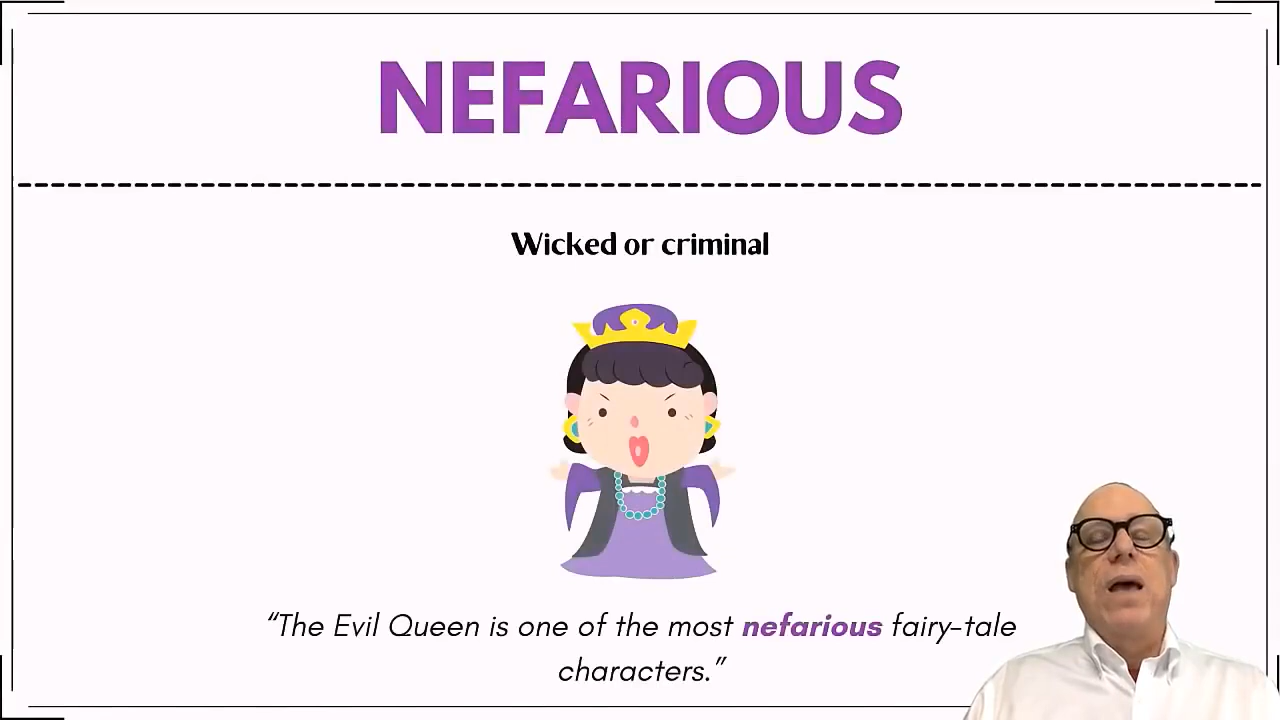 NEFARIOUS
Wicked or criminal
“The Evil Queen is one of the most nefarious fairy-tale
characters.”